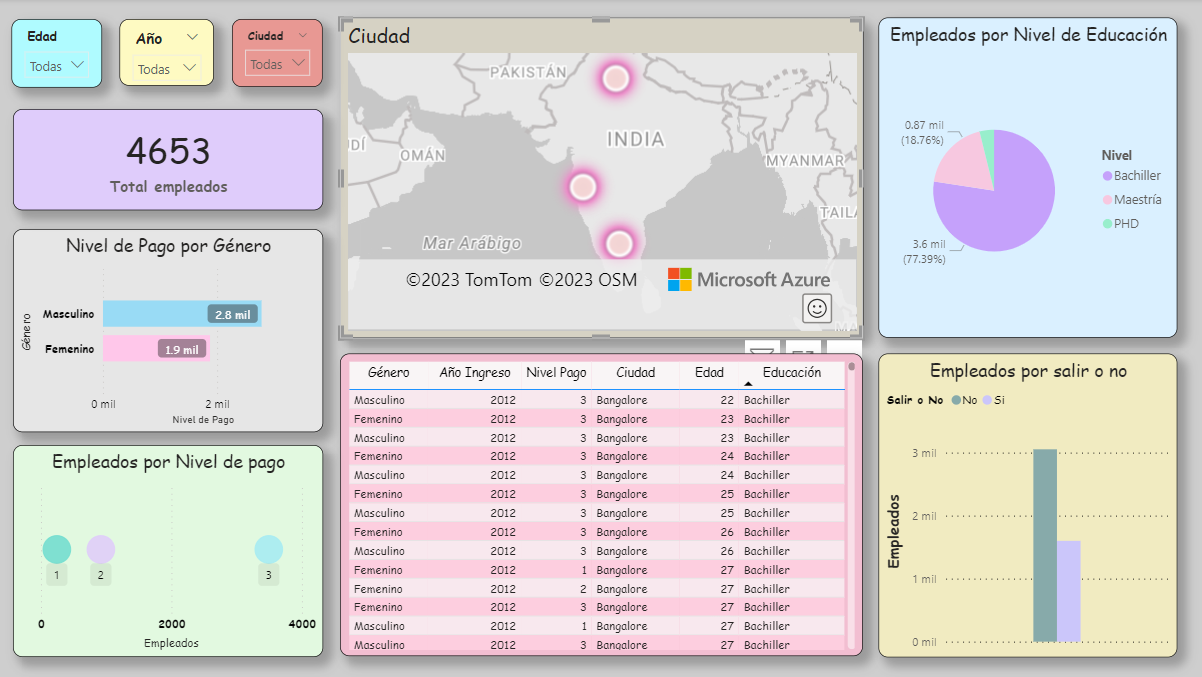 Edad
Todas
Año
Todas
Ciudad
Todas
4653
Total empleados
Nivel de Pago por Género
Género
Masculino
2.8 mil
Femenino
1.9 mil
0 mil
2 mil
Nivel de Pago
Empleados por Nivel de pago
1
2
3
0
2000
4000
Empleados
Ciudad
PAKISTÁN
INDIA
OMÁN
MYANMAR
Mar Arábigo
©2023 TomTom ©2023 OSM
Microsoft Azure
Género Año Ingreso Nivel Pago Ciudad Edad Educación
Masculino 2012 3 Bangalore 22 Bachiller
Femenino 2012 3 Bangalore 23 Bachiller
Masculino 2012 3 Bangalore 23 Bachiller
Femenino 2012 3 Bangalore 24 Bachiller
Masculino 2012 3 Bangalore 24 Bachiller
Femenino 2012 3 Bangalore 25 Bachiller
Masculino 2012 3 Bangalore 25 Bachiller
Femenino 2012 3 Bangalore 26 Bachiller
Masculino 2012 3 Bangalore 26 Bachiller
Femenino 2012 1 Bangalore 27 Bachiller
Femenino 2012 2 Bangalore 27 Bachiller
Femenino 2012 3 Bangalore 27 Bachiller
Masculino 2012 1 Bangalore 27 Bachiller
Masculino 2012 3 Bangalore 27 Bachiller
Empleados por Nivel de Educación
0.87 mil
(18.76%)
3.6 mil
(77.39%)
Nivel
Bachiller
Maestría
PHD
Empleados por salir o no
Salir o No No Si
Empleados
3 mil
2 mil
1 mil
0 mil